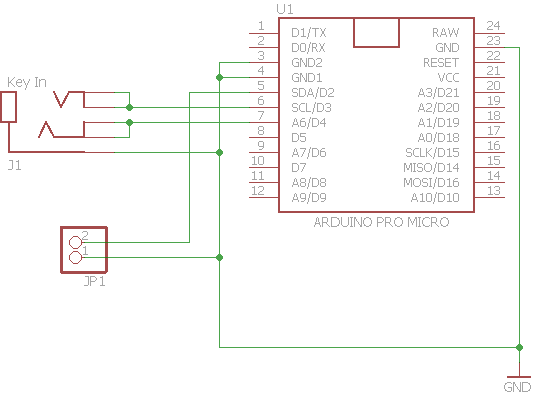 U1
1 D1/TX RAW 24
2 D0/RX GND 23
3 GND2 RESET 22
4 GND1 VCC 21
5 SDA/D2 A3/D21 20
6 SCL/D3 A2/D20 19
7 A6/D4 A1/D19 18
8 D5 A0/D18 17
9 A7/D6 SCLK/D15 16
10 D7 MISO/D14 15
11 A8/D8 MOSI/D16 14
12 A9/D9 A10/D10 13
ARDUINO PRO MICRO
Key In
J1
2
1
JP1
GND